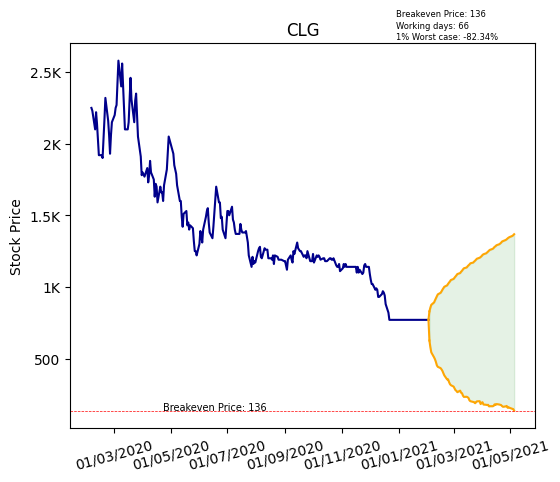 Breakeven Price: 136
Working days: 66
1% Worst case: -82.34%
CLG
Stock Price
2.5K
2K
1.5K
1K
500
Breakeven Price: 136
01/03/2020
01/05/2020
01/07/2020
01/09/2020
01/11/2020
01/01/2021
01/03/2021
01/05/2021